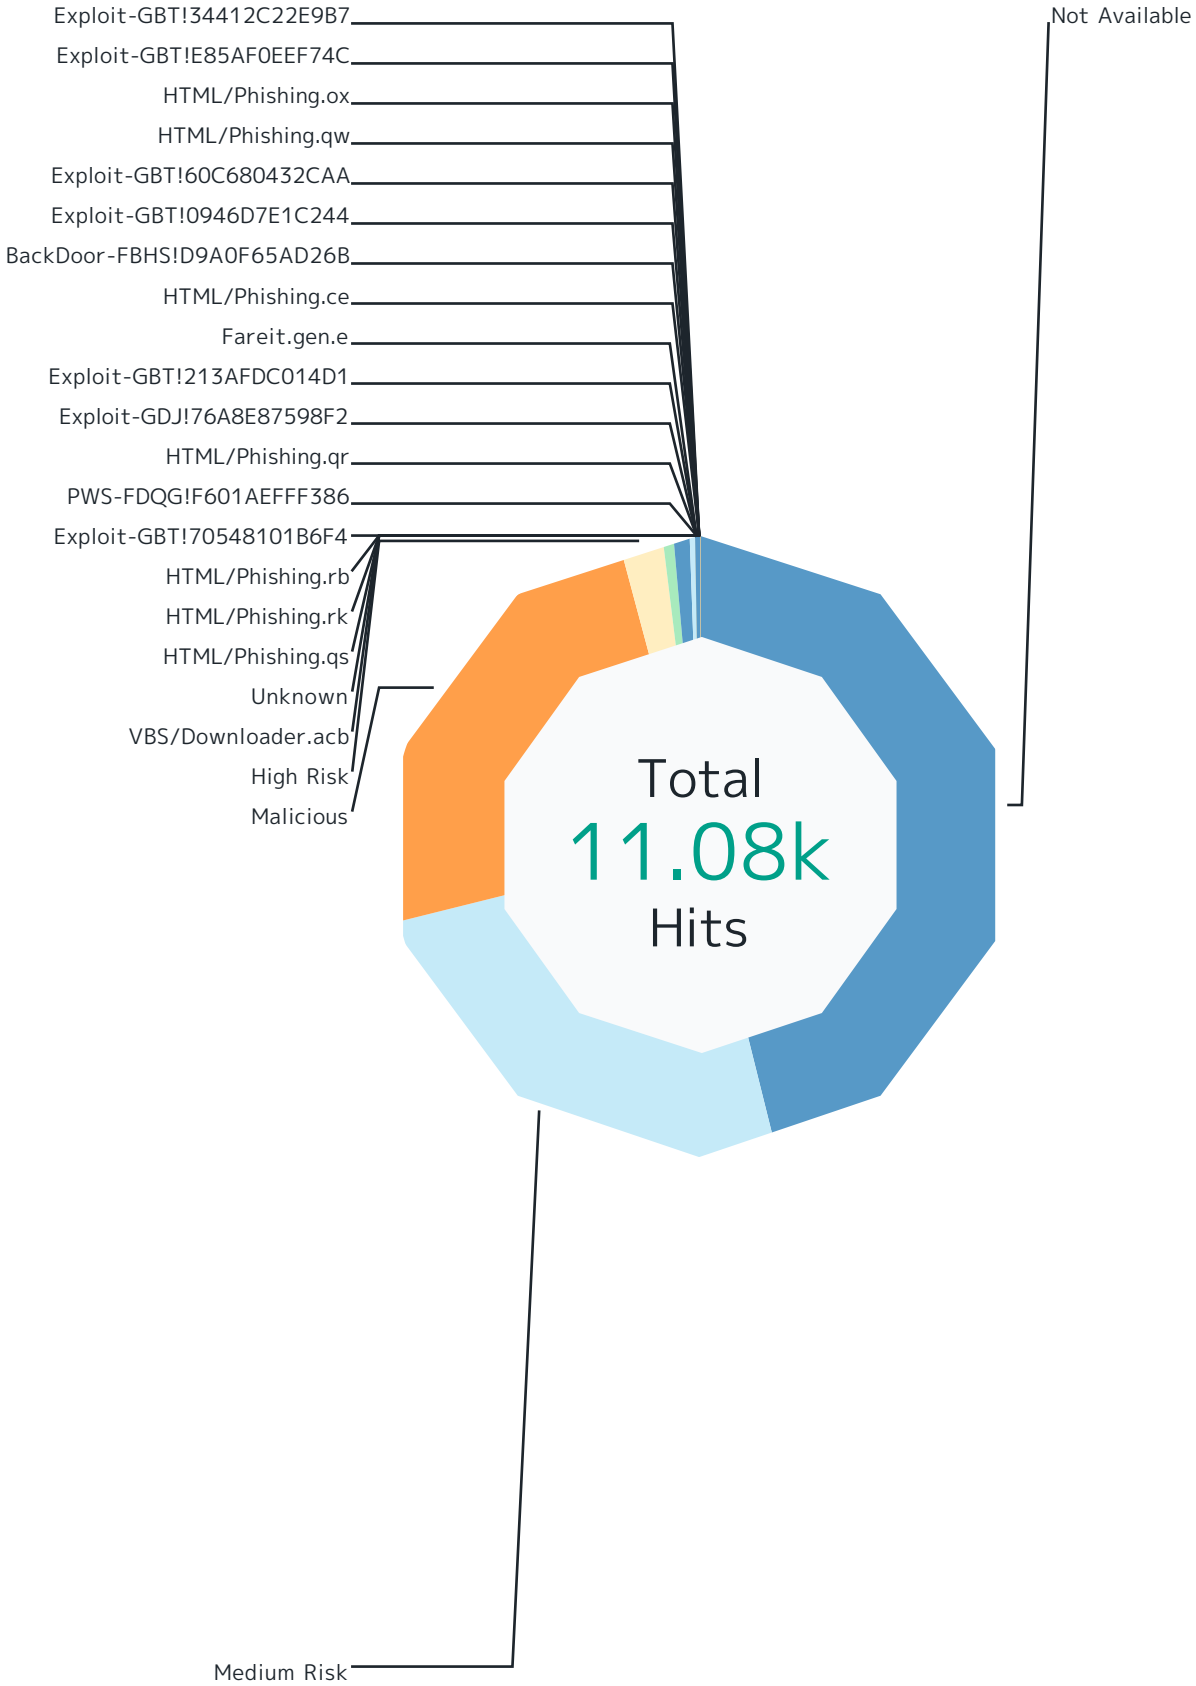 Exploit-GBT!34412C22E9B7
Not Available
Exploit-GBT!E85AF0EEF74C
HTML/Phishing.ox
HTML/Phishing.qw
Exploit-GBT!60C680432CAA
Exploit-GBT!0946D7E1C244
BackDoor-FBHS!D9A0F65AD26B
HTML/Phishing.ce
Fareit.gen.e
Exploit-GBT!213AFDC014D1
Exploit-GDJ!76A8E87598F2
HTML/Phishing.qr
PWS-FDQG!F601AEFFF386
Exploit-GBT!70548101B6F4
HTML/Phishing.rb
HTML/Phishing.rk
HTML/Phishing.qs
Unknown
VBS/Downloader.acb
High Risk
Malicious
Total
11.08k
Hits
Medium Risk